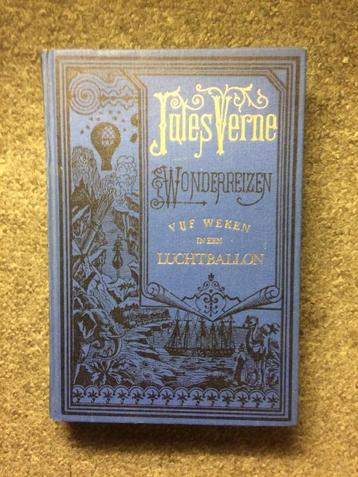 Jules Verne
Wonderreizen
VIJF WEKEN
IN EEN
LUCHTBALLON